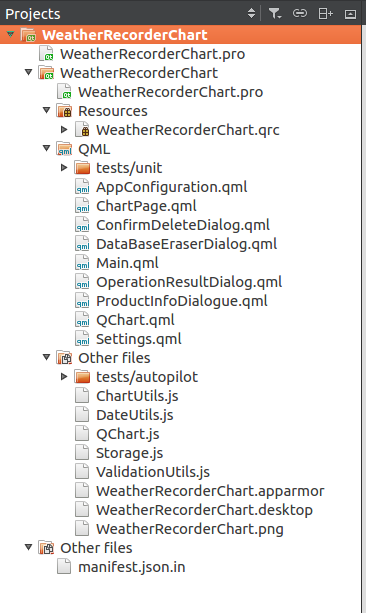 Projects
WeatherRecorderChart
WeatherRecorderChart.pro
WeatherRecorderChart
WeatherRecorderChart.pro
Resources
WeatherRecorderChart.qrc
QML
tests/unit
AppConfiguration.qml
ChartPage.qml
ConfirmDeleteDialog.qml
DataBaseEraserDialog.qml
Main.qml
OperationResultDialog.qml
ProductInfoDialogue.qml
QChart.qml
Settings.qml
Other files
tests/autopilot
ChartUtils.js
DateUtils.js
QChart.js
Storage.js
ValidationUtils.js
WeatherRecorderChart.apparmor
WeatherRecorderChart.desktop
WeatherRecorderChart.png
Other files
manifest.json.in